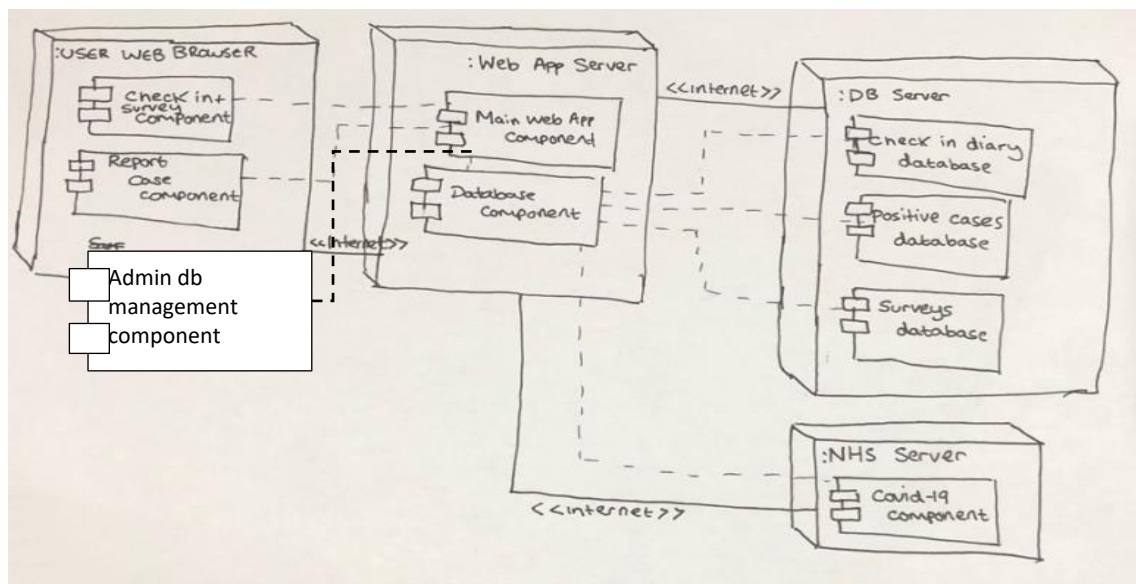 :USER WEB BROWSER
Check in+
Survey
Component
Report
Case
component
<<internet>>
Admin db
management
component
:Web App Server
Main Web App
Component
Database
Component
<<internet>>
:DB Server
Check in diary
database
Positive cases
database
Surveys
database
<<internet>>
:NHS Server
Covid-19
component